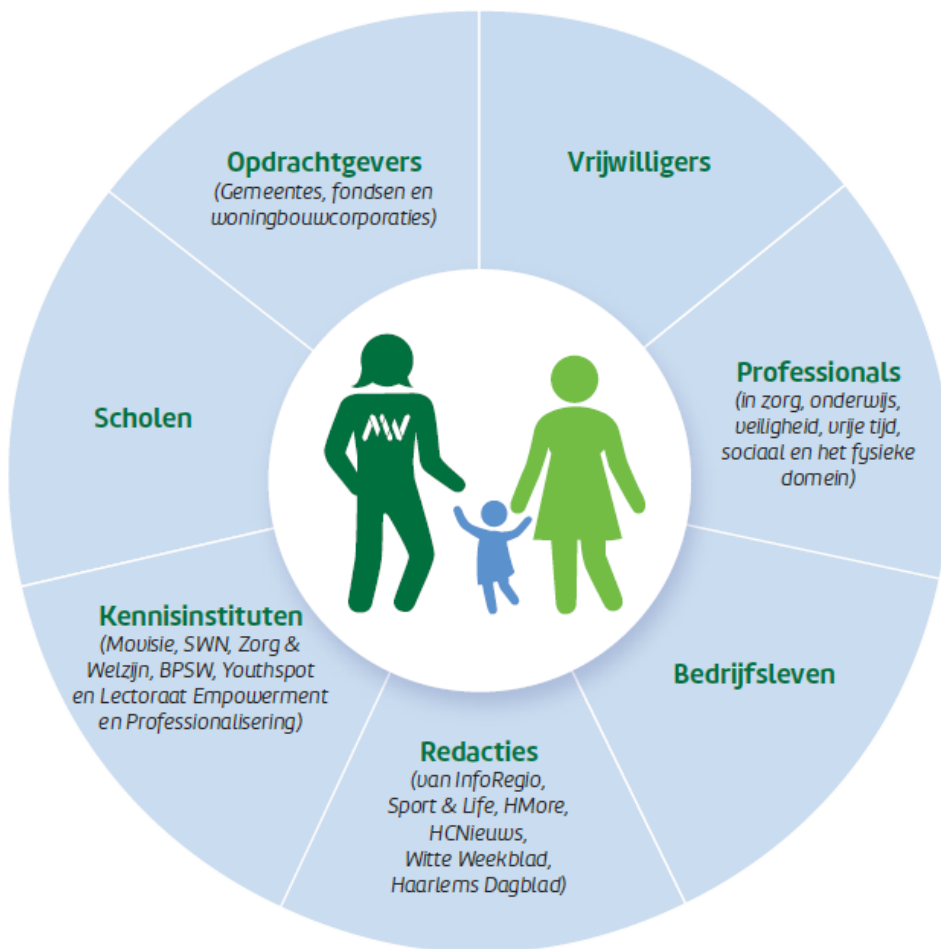 Opdrachtgevers
(Gemeentes, fondsen en
woningbouwcorporaties)
Vrijwilligers
Professionals
(in zorg, onderwijs,
veiligheid, vrije tijd,
sociaal en het fysieke
domein)
Bedrijfsleven
Redacties
(van InfoRegio,
Sport & Life, HMore,
HCNieuws,
Witte Weekblad,
Haarlems Dagblad)
Kennisinstituten
(Movisie, SWN, Zorg &
Welzijn, BPSW, Youthspot
en Lectoraat Empowerment
en Professionalisering)
Scholen
MW